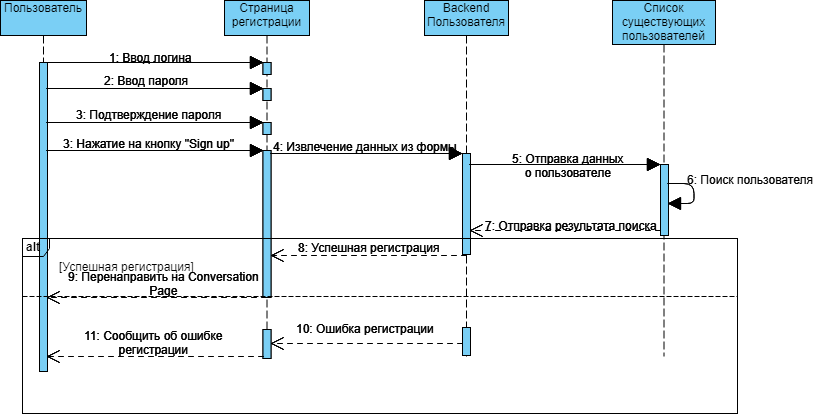 Пользователь
Страница
регистрации
Backend
Пользователя
Список
существующих
пользователей
1: Ввод логина
2: Ввод пароля
3: Подтверждение пароля
3: Нажатие на кнопку "Sign up"
4: Извлечение данных из формы
5: Отправка данных
о пользователе
6: Поиск пользователя
7: Отправка результата поиска
alt
8: Успешная регистрация
[Успешная регистрация]
9: Перенаправить на Conversation
Page
10: Ошибка регистрации
11: Сообщить об ошибке
регистрации